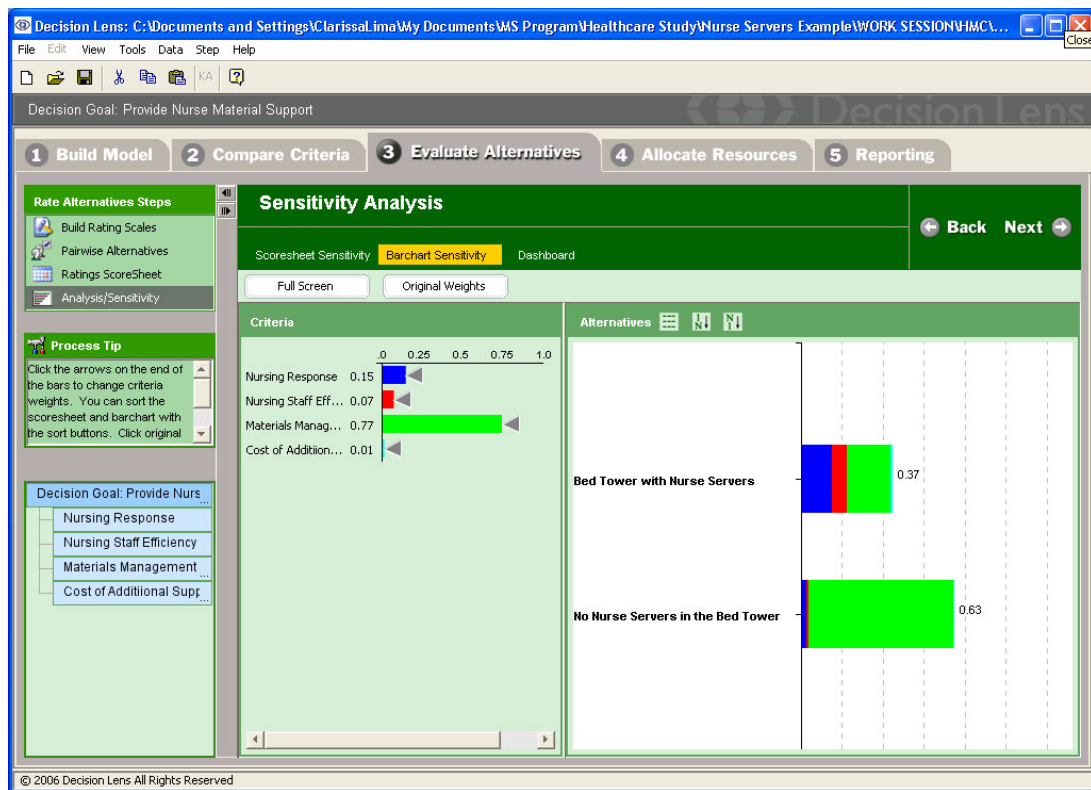 Decision Lens: C:\Documents and Settings\ClarissaLima\My Documents\MS Program\Healthcare Study\Nurse Servers Example\WORK SESSION\HMC\...
Close
File Edit View Tools Data Step Help
KA
Decision Goal: Provide Nurse Material Support
Decision Lens
1 Build Model 2 Compare Criteria 3 Evaluate Alternatives 4 Allocate Resources 5 Reporting
Rate Alternatives Steps
Build Rating Scales
Pairwise Alternatives
Ratings ScoreSheet
Analysis/Sensitivity
Process Tip
Click the arrows on the end of
the bars to change criteria
weights. You can sort the
scoresheet and barchart with
the sort buttons. Click original
Decision Goal: Provide Nurs...
Nursing Response
Nursing Staff Efficiency
Materials Management...
Cost of Addtiional Supp...
Sensitivity Analysis
Back Next
Scoresheet Sensitivity Barchart Sensitivity Dashboard
Full Screen Original Weights
Criteria
.0 0.25 0.5 0.75 1.0
Nursing Response 0.15
Nursing Staff Eff... 0.07
Materials Manag... 0.77
Cost of Addtiion... 0.01
Alternatives
Bed Tower with Nurse Servers 0.37
No Nurse Servers in the Bed Tower 0.63
© 2006 Decision Lens All Rights Reserved